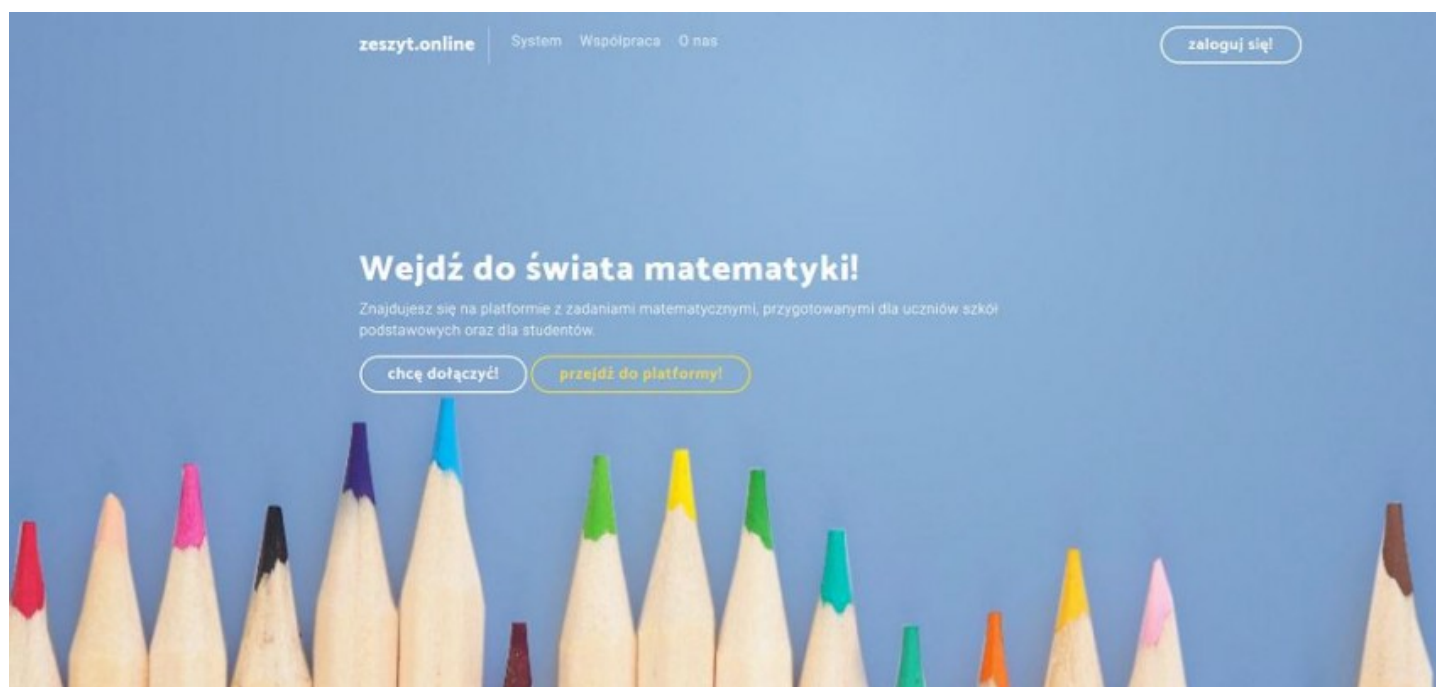 zeszyt.online
System Współpraca O nas
zaloguj się!
Wejdź do świata matematyki!
Znajdujesz się na platformie z zadaniami matematycznymi, przygotowanymi dla uczniów szkół
podstawowych oraz dla studentów.
chcę dołączyć!
przejdź do platformy!